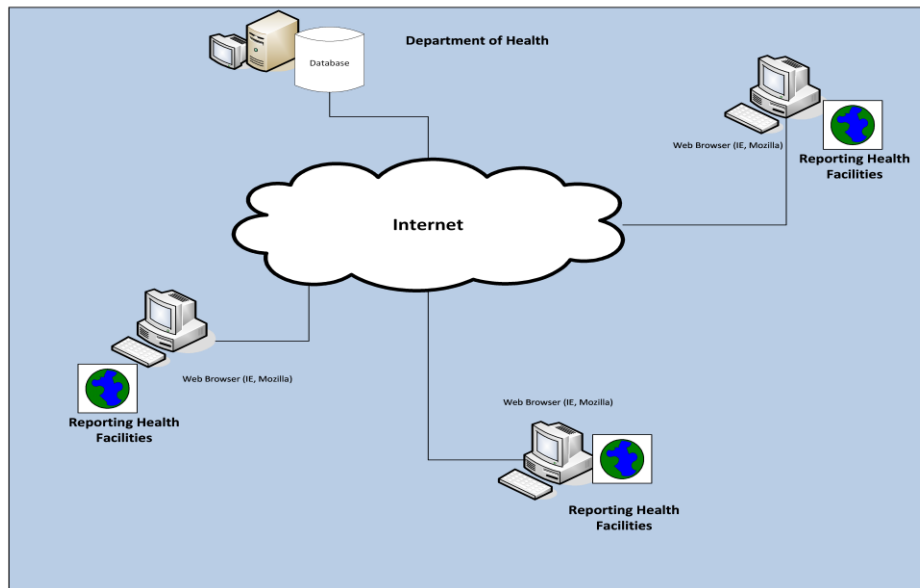 Department of Health
Database
Web Browser (IE, Mozilla)
Reporting Health
Facilities
Internet
Web Browser (IE, Mozilla)
Reporting Health
Facilities
Web Browser (IE, Mozilla)
Reporting Health
Facilities